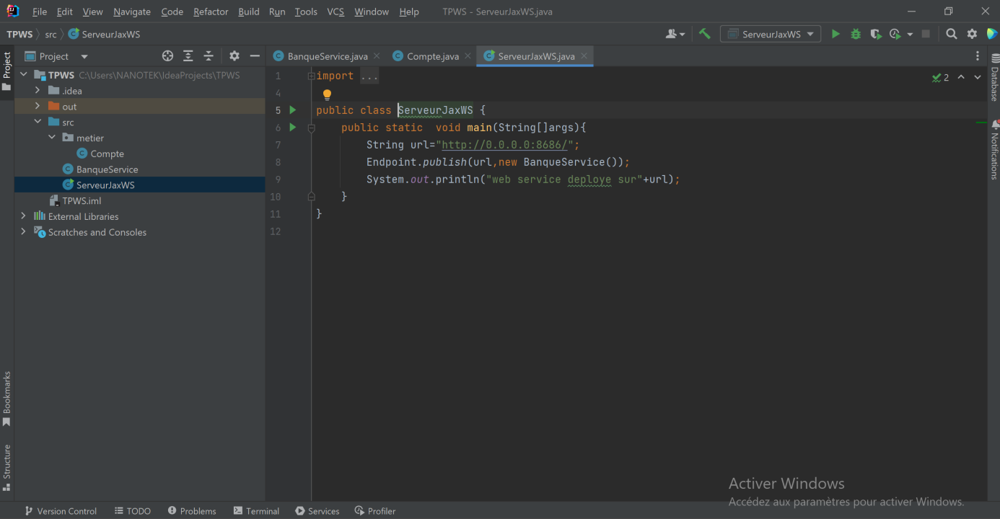 File Edit View Navigate Code Refactor Build Run Tools VCS Window Help TPWS - ServeurJaxWS.java
TPWS src ServeurJaxWS ServeurJaxWS
Project
Project
BanqueService.java Compte.java ServeurJaxWS.java
TPWS C:\Users\NANOTEK\IdeaProjects\TPWS
.idea
out
src
metier
Compte
BanqueService
ServeurJaxWS
TPWS.iml
External Libraries
Scratches and Consoles
1 import ...
4
5 public class ServeurJaxWS {
6 public static  void main(String[]args){
7 String url="http://0.0.0.0:8686/";
8 Endpoint.publish(url,new BanqueService());
9 System.out.println("web service deploye sur"+url);
10 }
11 }
12
2
Database
Notifications
Bookmarks
Structure
Activer Windows
Accédez aux paramètres pour activer Windows.
Version Control TODO Problems Terminal Services Profiler